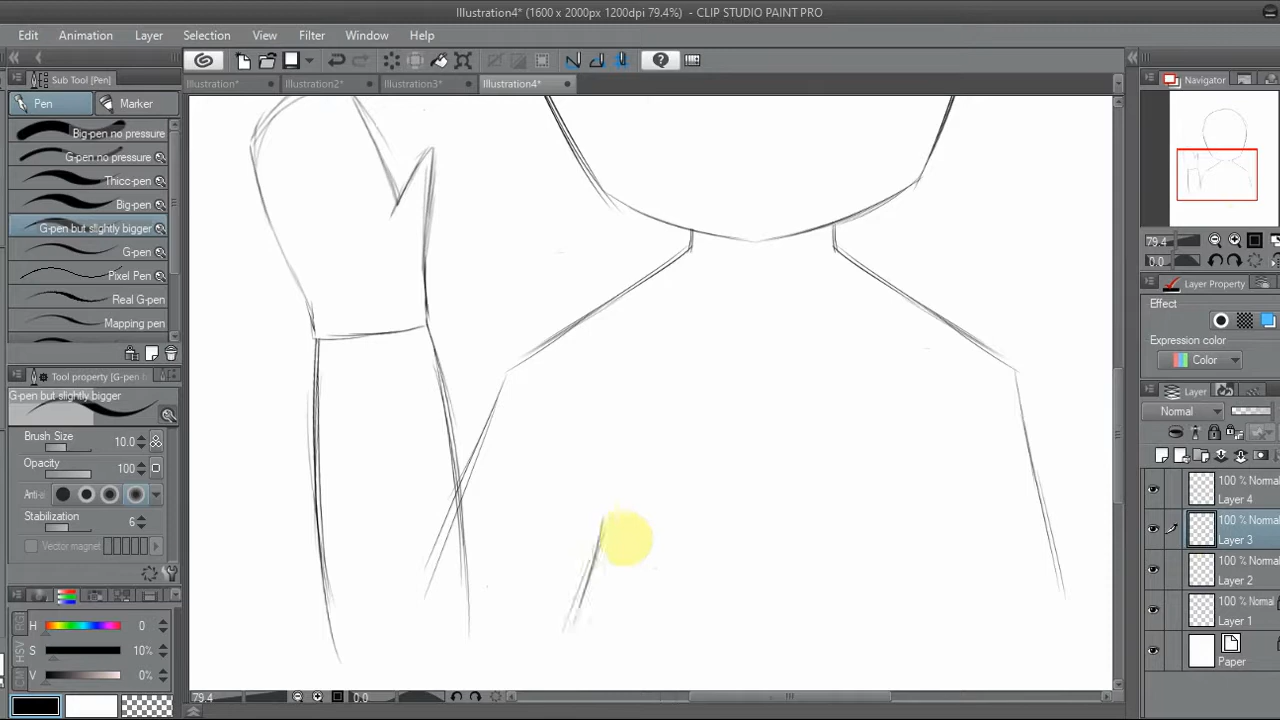 Illustration4* (1600 x 2000px 1200dpi 79.4%) - CLIP STUDIO PAINT PRO
Edit Animation Layer Selection View Filter Window Help
Illustration* Illustration2* Illustration3* Illustration4*
Sub Tool [Pen]
Pen Marker
Big-pen no pressure
G-pen no pressure
Thicc-pen
Big-pen
G-pen but slightly bigger
G-pen
Pixel Pen
Real G-pen
Mapping pen
Tool property [G-pen b
G-pen but slightly bigger
Brush Size 10.0
Opacity 100
Anti-a
Stabilization 6
Vector magnet
H 0
S 10%
V 0%
RGB
HSV
CM
79.4 0.0
Navigator
79.4
0.0
Layer Property
Effect
Expression color
Color
Layer
Normal
100 % Normal
Layer 4
100 % Normal
Layer 3
100 % Normal
Layer 2
100 % Normal
Layer 1
Paper